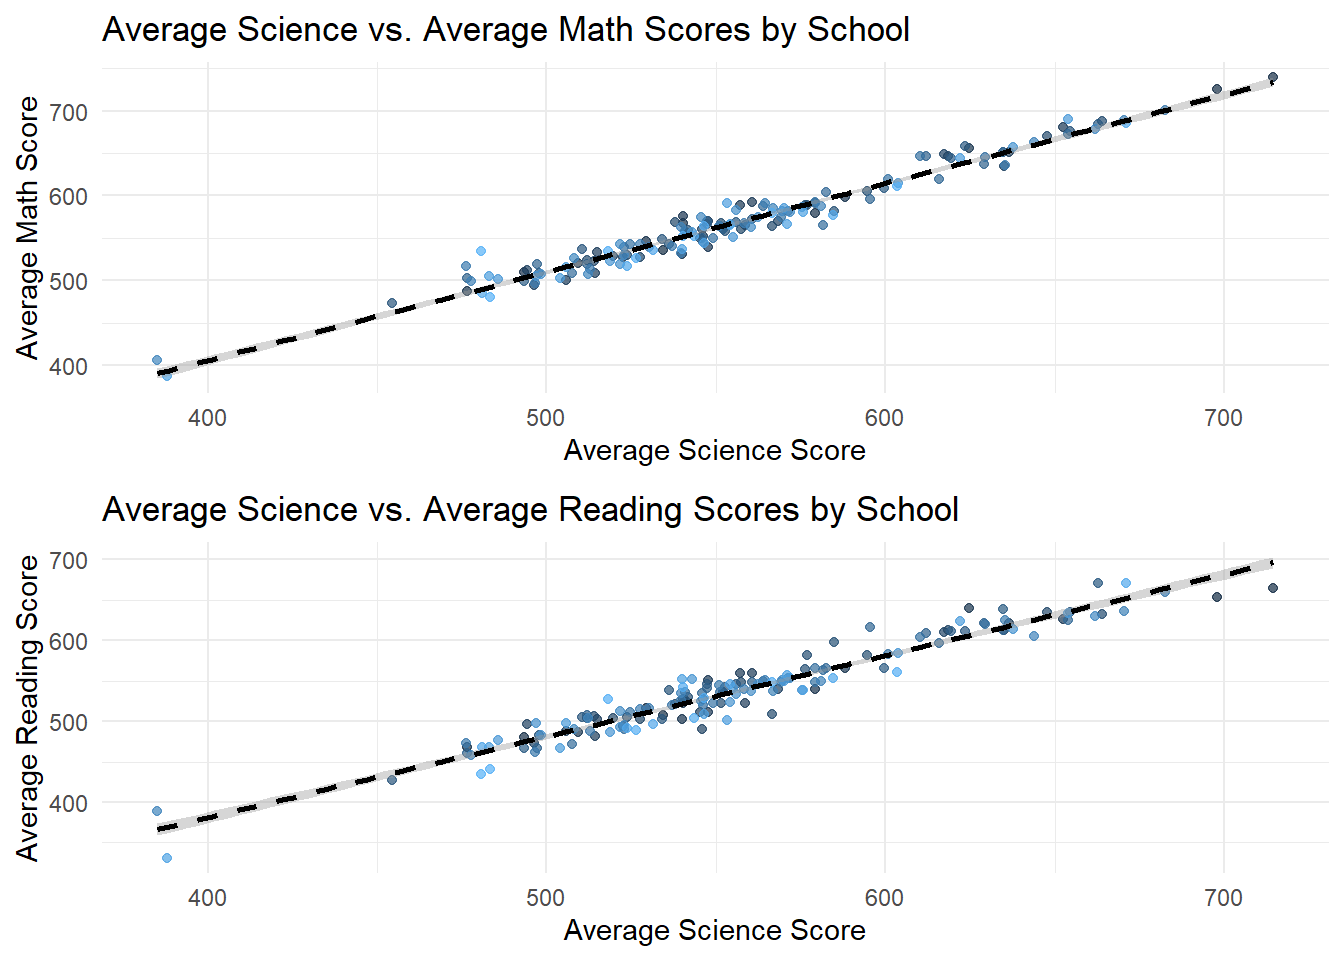 Average Science vs. Average Math Scores by School
Average Math Score
700
600
500
400
400 500 600 700
Average Science Score
Average Science vs. Average Reading Scores by School
Average Reading Score
700
600
500
400
400 500 600 700
Average Science Score